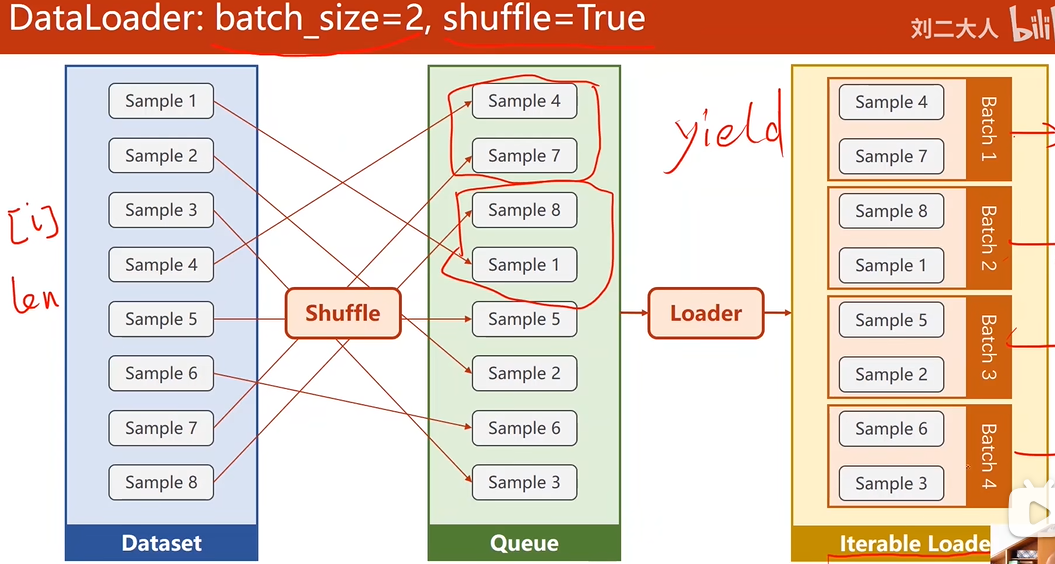 DataLoader: batch_size=2, shuffle=True
刘二大人
bili
Sample 1
Sample 2
Sample 3
Sample 4
Sample 5
Sample 6
Sample 7
Sample 8
Dataset
[i]
len
Shuffle
Sample 4
Sample 7
Sample 8
Sample 1
Sample 5
Sample 2
Sample 6
Sample 3
Queue
yield
Loader
Sample 4
Sample 7
Batch 1
Sample 8
Sample 1
Batch 2
Sample 5
Sample 2
Batch 3
Sample 6
Sample 3
Batch 4
Iterable Loade